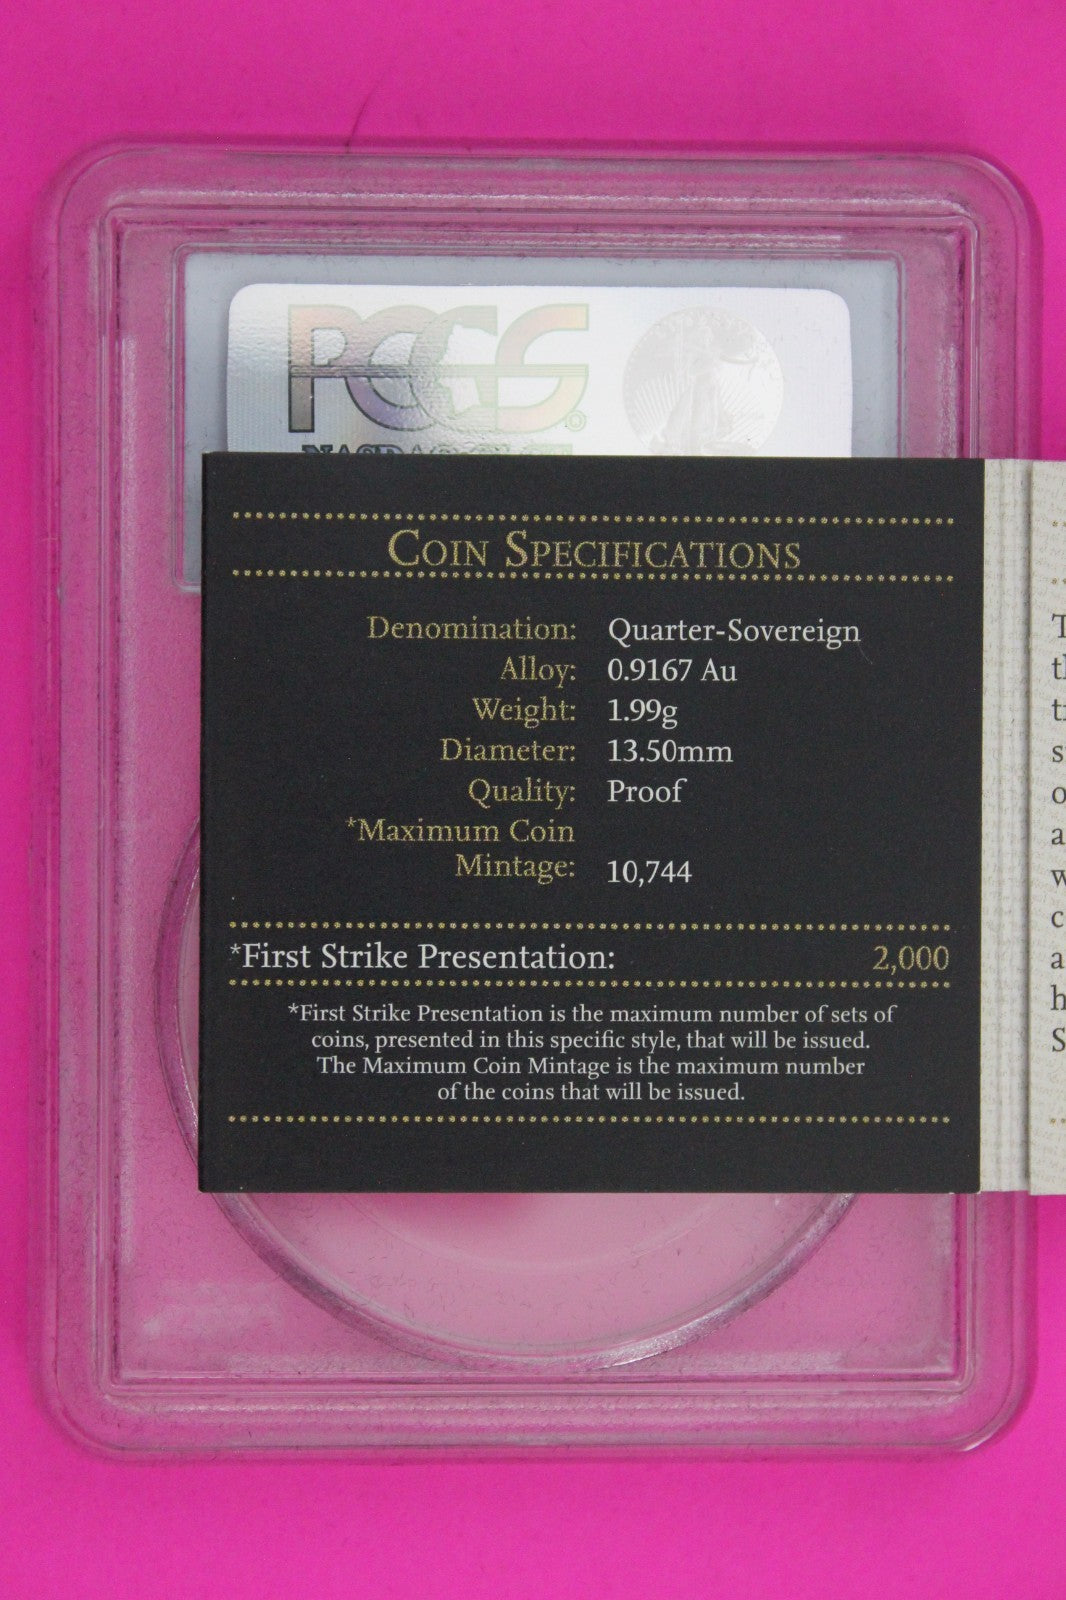 PCGS
COIN SPECIFICATIONS
Denomination: Quarter-Sovereign
Alloy: 0.9167 Au
Weight: 1.99g
Diameter: 13.50mm
Quality: Proof
*Maximum Coin
Mintage: 10,744
*First Strike Presentation: 2,000
*First Strike Presentation is the maximum number of sets of
coins, presented in this specific style, that will be issued.
The Maximum Coin Mintage is the maximum number
of the coins that will be issued.